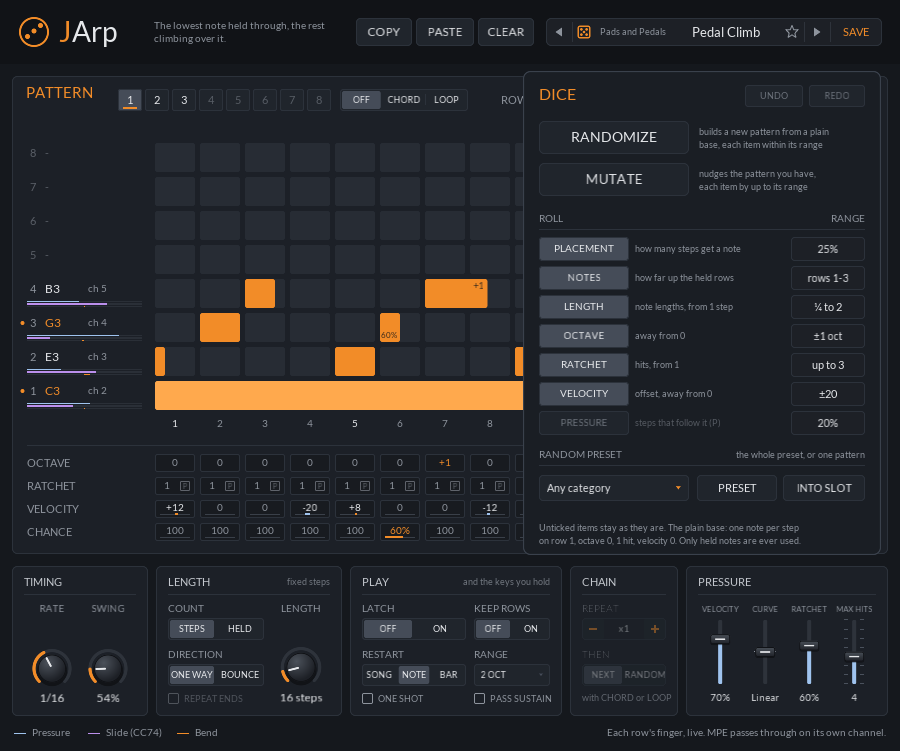 JArp
The lowest note held through, the rest
climbing over it.
COPY PASTE CLEAR
Pads and Pedals Pedal Climb SAVE
PATTERN
1 2 3 4 5 6 7 8
OFF CHORD LOOP
ROW
8 -
7 -
6 -
5 -
4 B3 ch 5
+1
3 G3 ch 4
60%
2 E3 ch 3
1 C3 ch 2
1 2 3 4 5 6 7 8
OCTAVE 0 0 0 0 0 0 +1 0
RATCHET 1 P 1 P 1 P 1 P 1 P 1 P 1 P 1 P
VELOCITY +12 0 0 -20 +8 0 0 -12
CHANCE 100 100 100 100 100 60% 100 100
DICE
UNDO REDO
RANDOMIZE
builds a new pattern from a plain
base, each item within its range
MUTATE
nudges the pattern you have,
each item by up to its range
ROLL RANGE
PLACEMENT how many steps get a note 25%
NOTES how far up the held rows rows 1-3
LENGTH note lengths, from 1 step ¼ to 2
OCTAVE away from 0 ±1 oct
RATCHET hits, from 1 up to 3
VELOCITY offset, away from 0 ±20
PRESSURE steps that follow it (P) 20%
RANDOM PRESET the whole preset, or one pattern
Any category PRESET INTO SLOT
Unticked items stay as they are. The plain base: one note per step
on row 1, octave 0, 1 hit, velocity 0. Only held notes are ever used.
TIMING
RATE SWING
1/16 54%
LENGTH fixed steps
COUNT LENGTH
STEPS HELD
DIRECTION
ONE WAY BOUNCE
REPEAT ENDS 16 steps
PLAY and the keys you hold
LATCH KEEP ROWS
OFF ON OFF ON
RESTART RANGE
SONG NOTE BAR 2 OCT
ONE SHOT PASS SUSTAIN
CHAIN
REPEAT
− x1 +
THEN
NEXT RANDOM
with CHORD or LOOP
PRESSURE
VELOCITY CURVE RATCHET MAX HITS
70% Linear 60% 4
Pressure Slide (CC74) Bend
Each row's finger, live. MPE passes through on its own channel.